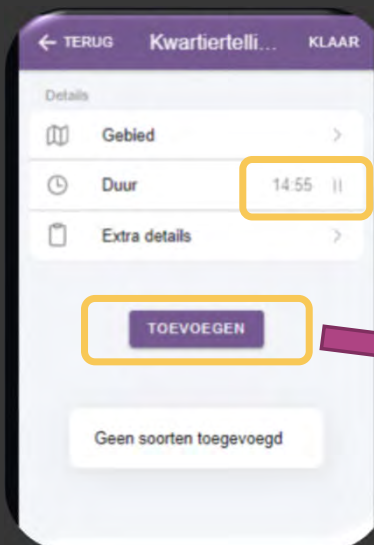 ← TERUG Kwartiertelli... KLAAR
Details
Gebied
Duur 14:55
Extra details
TOEVOEGEN
Geen soorten toegevoegd